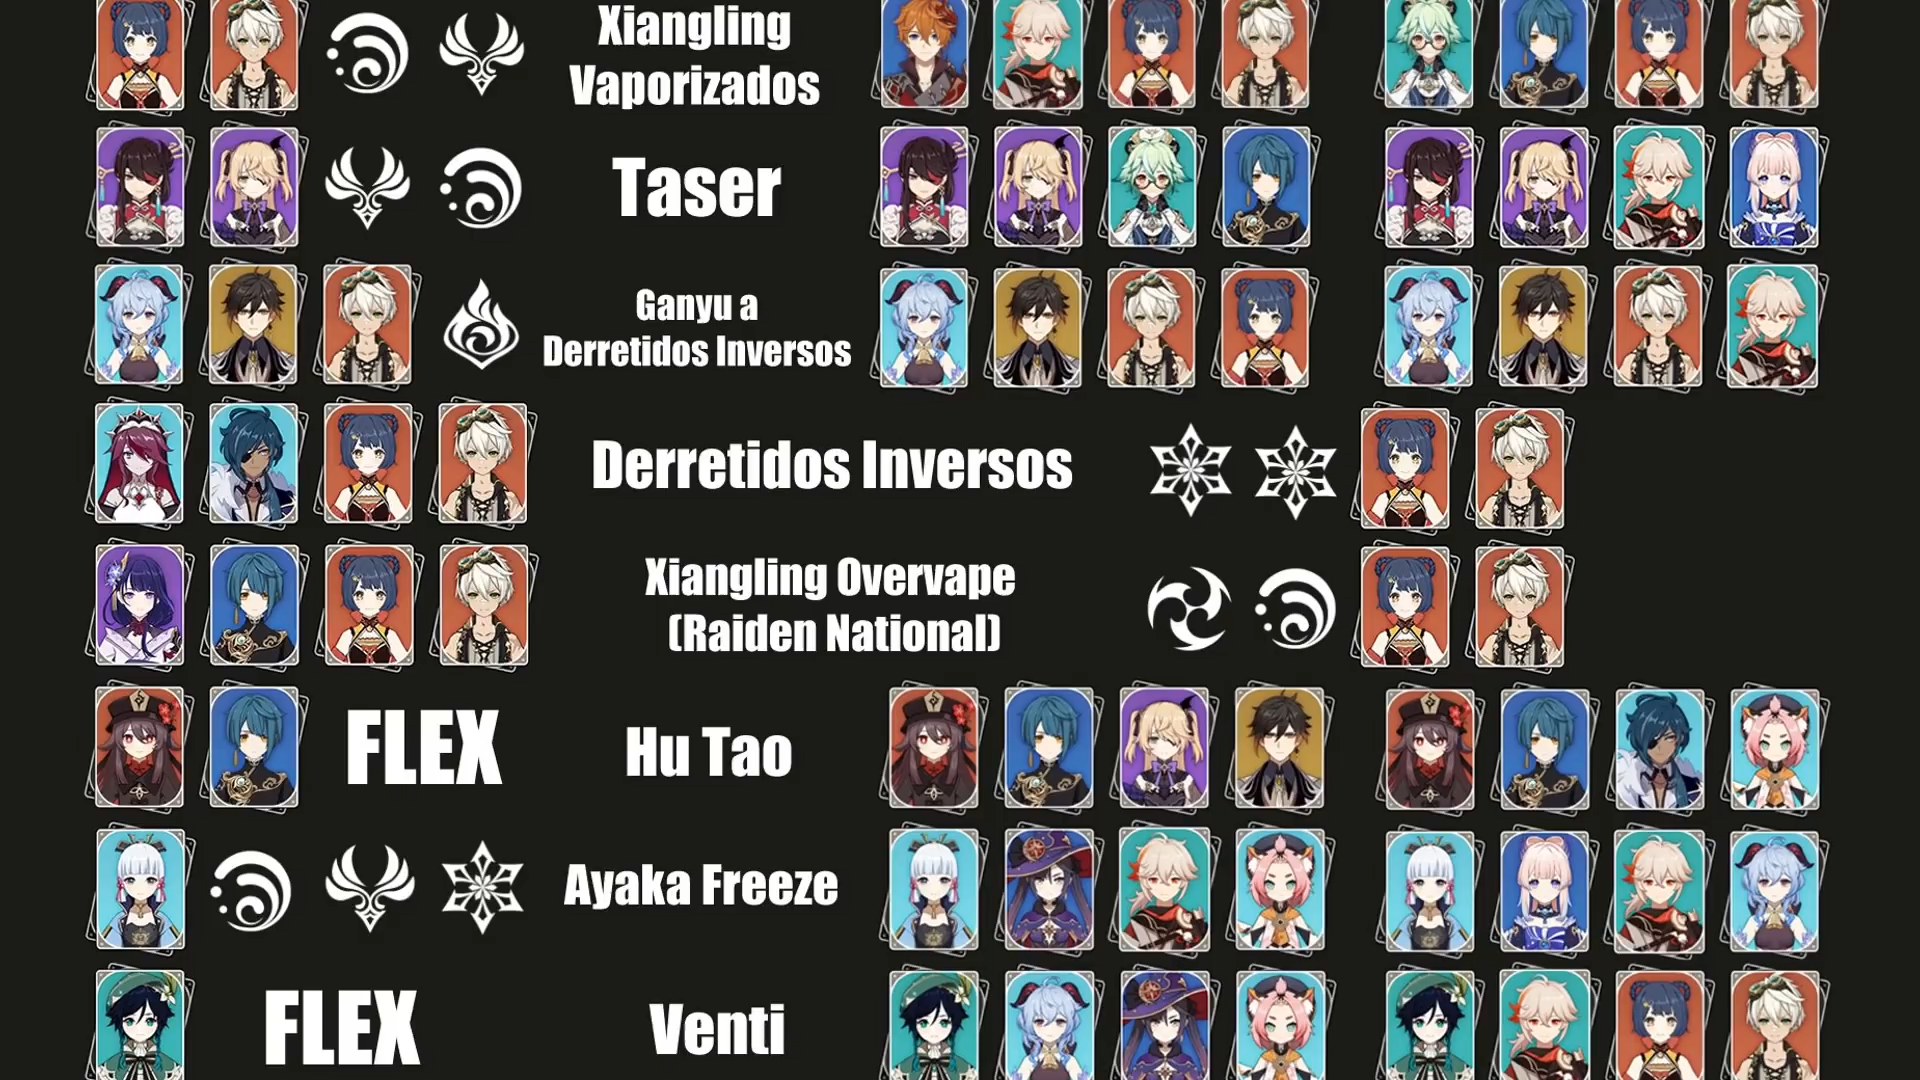 Xiangling
Vaporizados
Taser
Ganyu a
Derretidos Inversos
Derretidos Inversos
Xiangling Overvape
(Raiden National)
FLEX
Hu Tao
Ayaka Freeze
FLEX
Venti